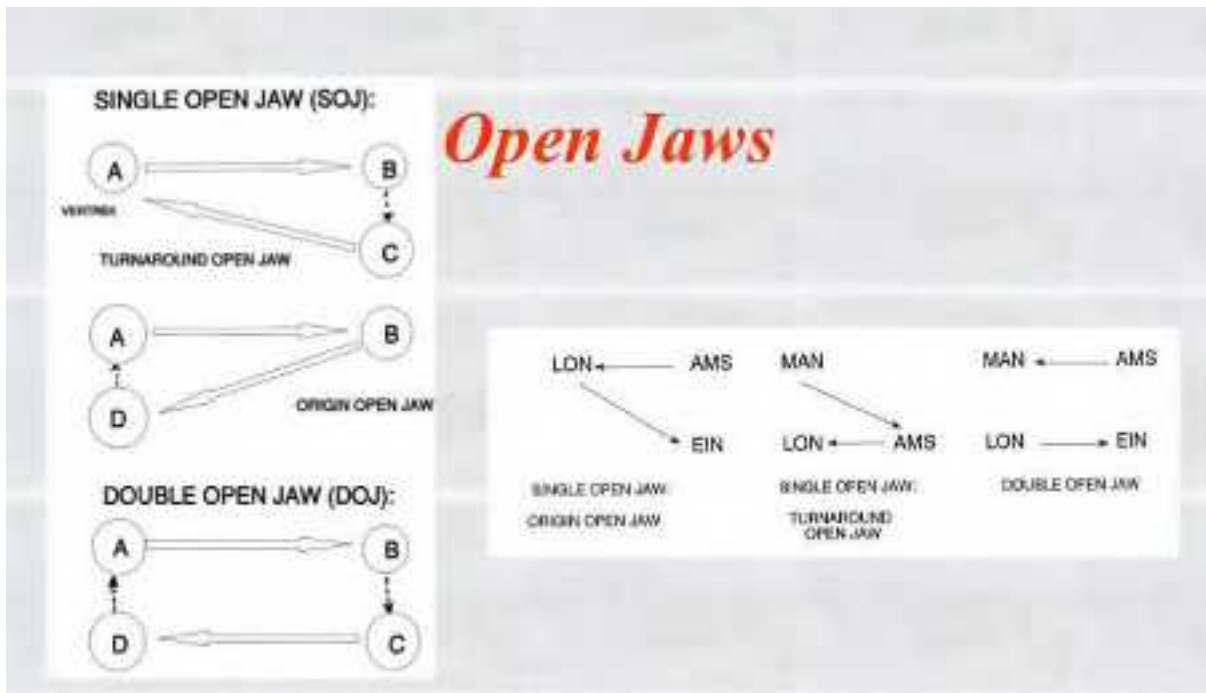 Open Jaws
SINGLE OPEN JAW (SOJ):
A
B
VERTREK
C
TURNAROUND OPEN JAW
A
B
D
ORIGIN OPEN JAW
DOUBLE OPEN JAW (DOJ):
A
B
D
C
LON AMS
EIN
SINGLE OPEN JAW:
ORIGIN OPEN JAW
MAN
LON AMS
SINGLE OPEN JAW:
TURNAROUND
OPEN JAW
MAN AMS
LON EIN
DOUBLE OPEN JAW